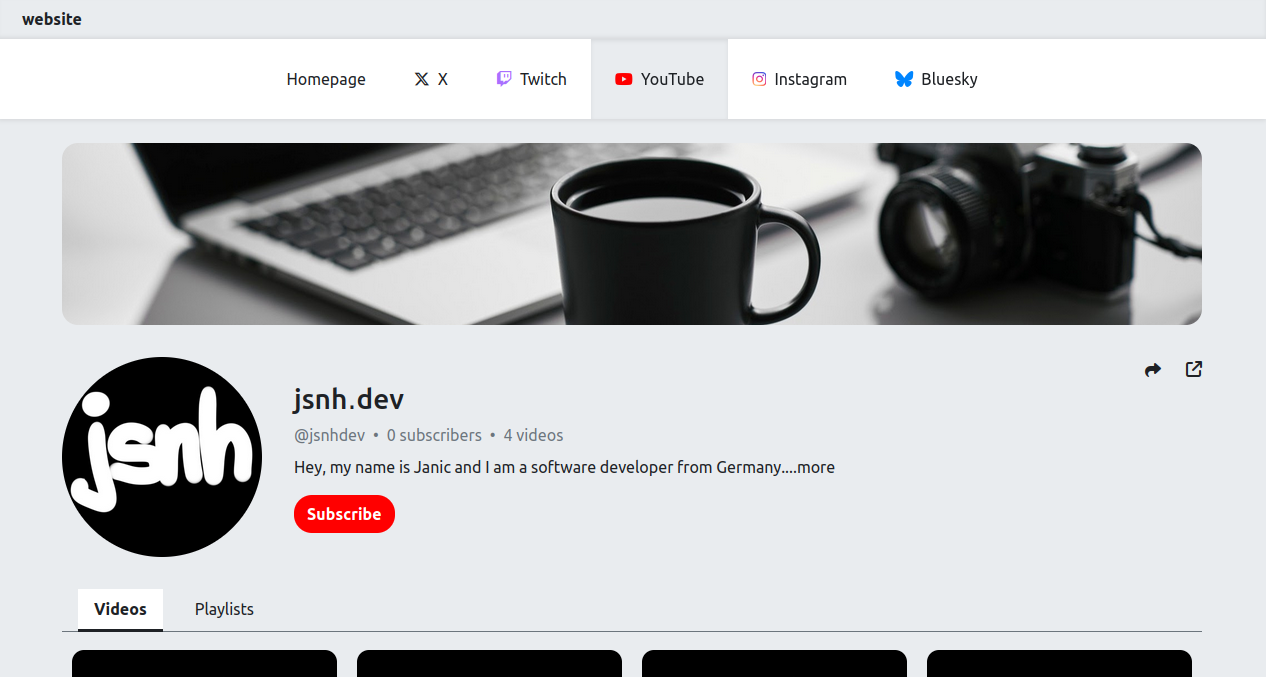 website
Homepage X Twitch YouTube Instagram Bluesky
jsnh
jsnh.dev
@jsnhdev • 0 subscribers • 4 videos
Hey, my name is Janic and I am a software developer from Germany....more
Subscribe
Videos Playlists